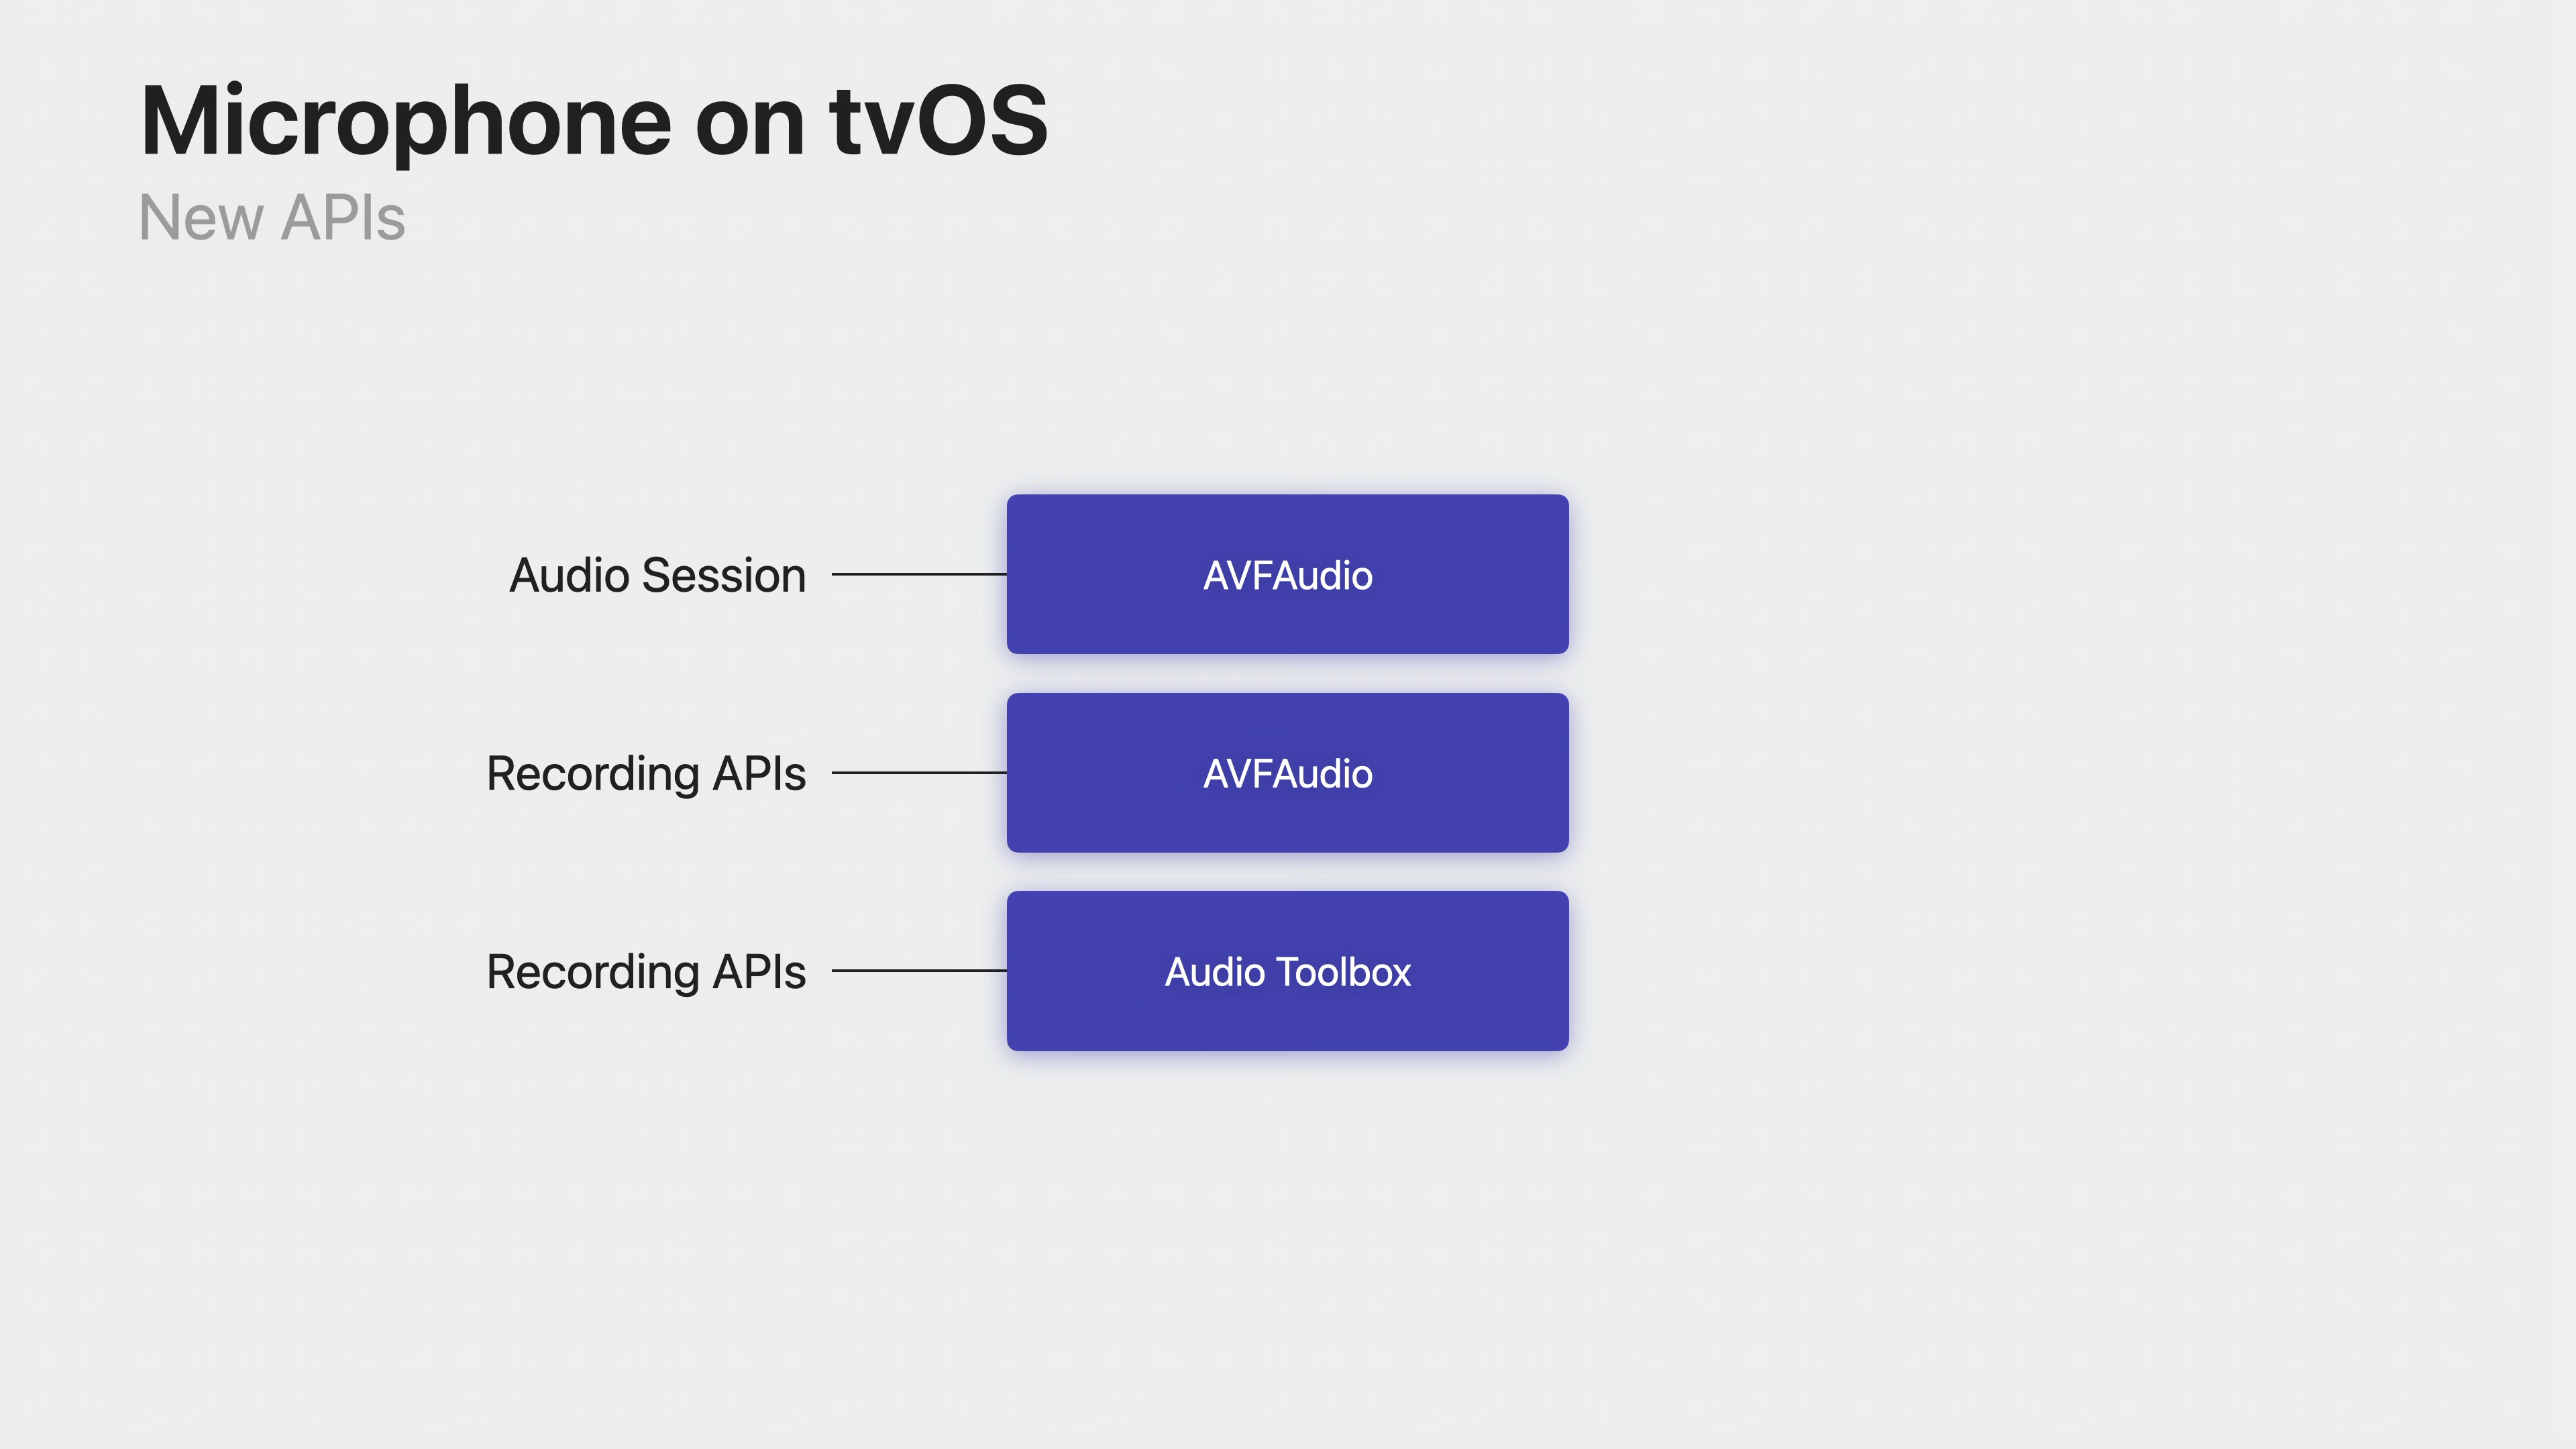 Microphone on tvOS
New APIs
Audio Session
AVFAudio
Recording APIs
AVFAudio
Recording APIs
Audio Toolbox